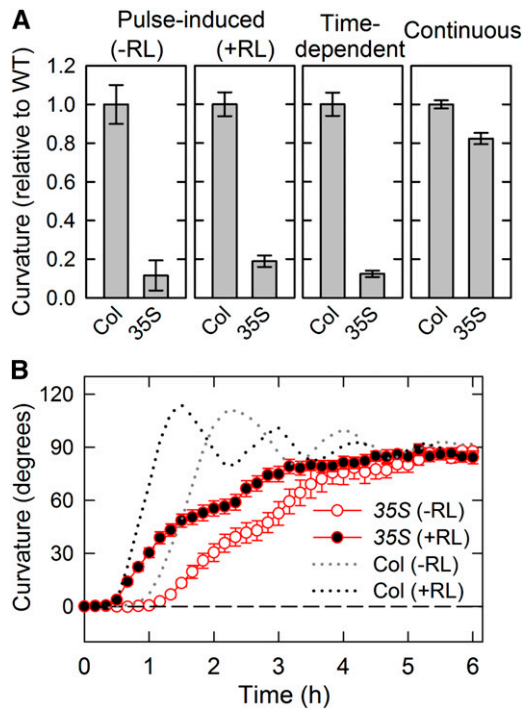 A
Pulse-induced
(-RL) (+RL)
Time-
dependent
Continuous
Curvature (relative to WT)
1.2
1.0
0.8
0.6
0.4
0.2
0.0
Col 35S Col 35S Col 35S Col 35S
B
Curvature (degrees)
120
90
60
30
0
35S (-RL)
35S (+RL)
Col (-RL)
Col (+RL)
0 1 2 3 4 5 6
Time (h)